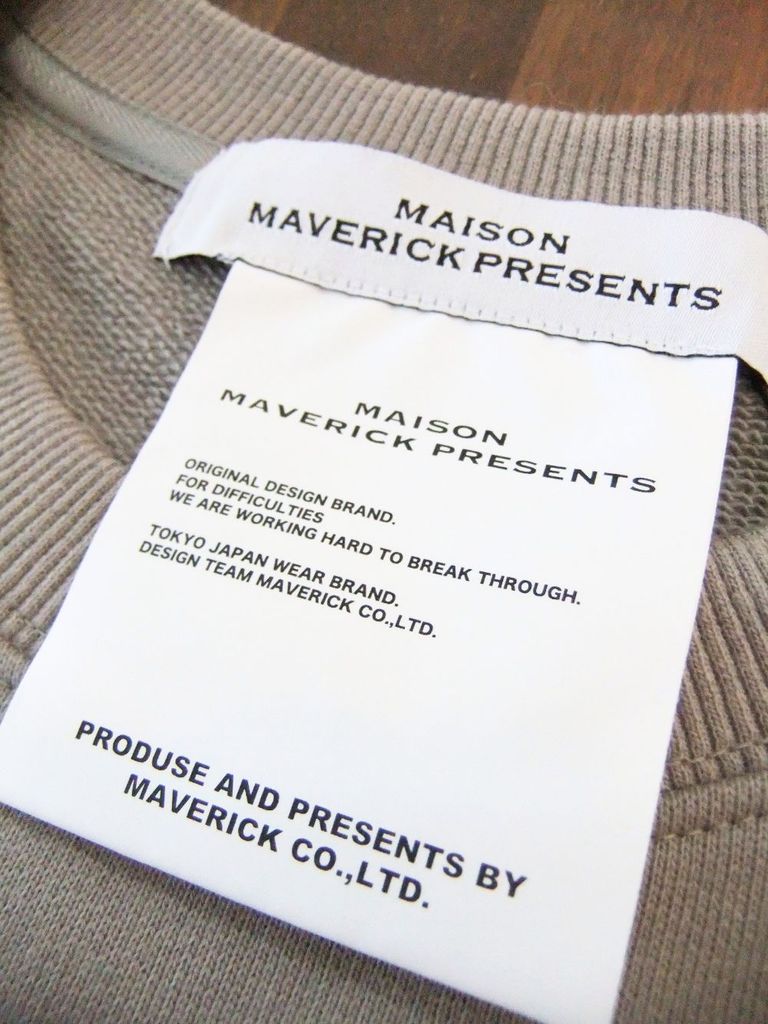 MAISON
MAVERICK PRESENTS
MAISON
MAVERICK PRESENTS
ORIGINAL DESIGN BRAND.
FOR DIFFICULTIES
WE ARE WORKING HARD TO BREAK THROUGH.
TOKYO JAPAN WEAR BRAND.
DESIGN TEAM MAVERICK CO.,LTD.
PRODUSE AND PRESENTS BY
MAVERICK CO.,LTD.